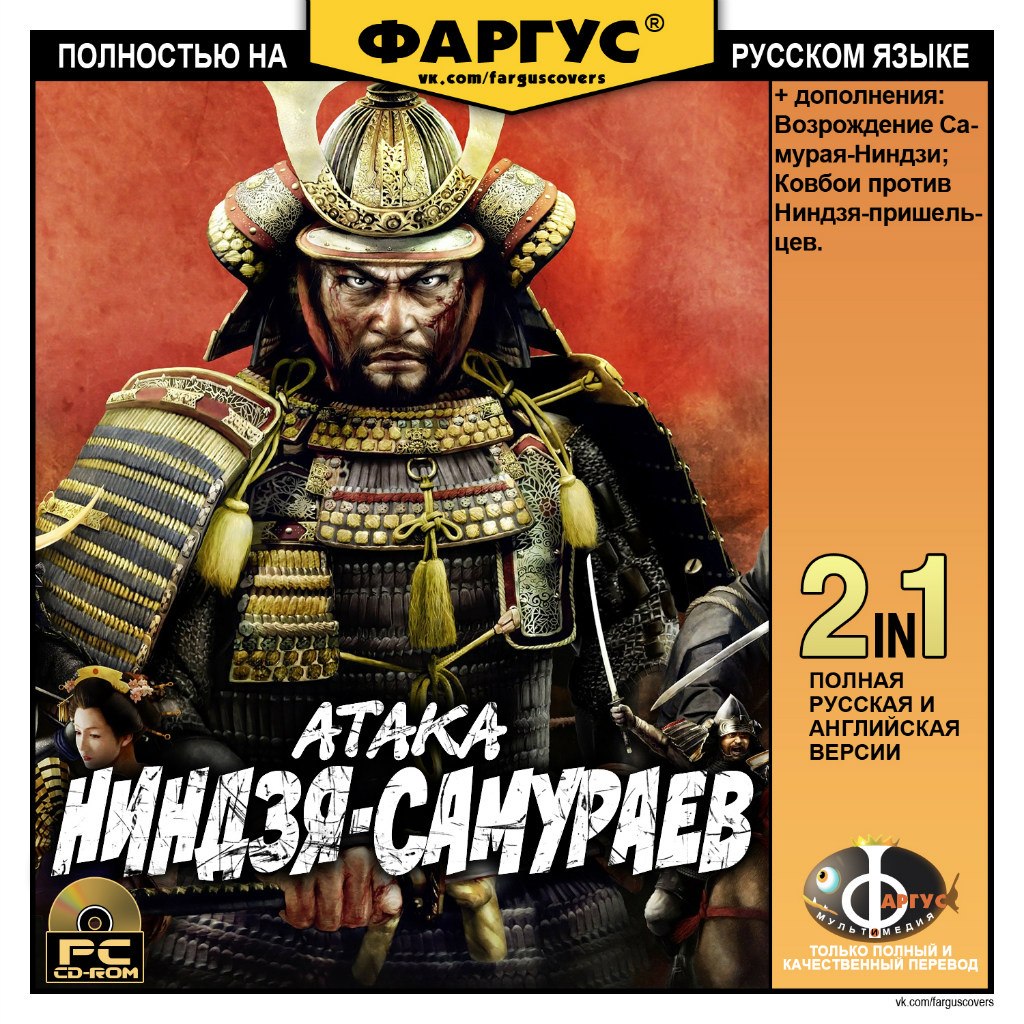 ПОЛНОСТЬЮ НА
ФАРГУС®
vk.com/farguscovers
РУССКОМ ЯЗЫКЕ
+ дополнения:
Возрождение Са-
мурая-Ниндзи;
Ковбои против
Ниндзя-пришель-
цев.
2IN1
ПОЛНАЯ
РУССКАЯ И
АНГЛИЙСКАЯ
ВЕРСИИ
АТАКА
НИНДЗЯ-САМУРАЕВ
PC
CD-ROM
ФАРГУС
МУЛЬТИМЕДИЯ
ТОЛЬКО ПОЛНЫЙ И
КАЧЕСТВЕННЫЙ ПЕРЕВОД
vk.com/farguscovers